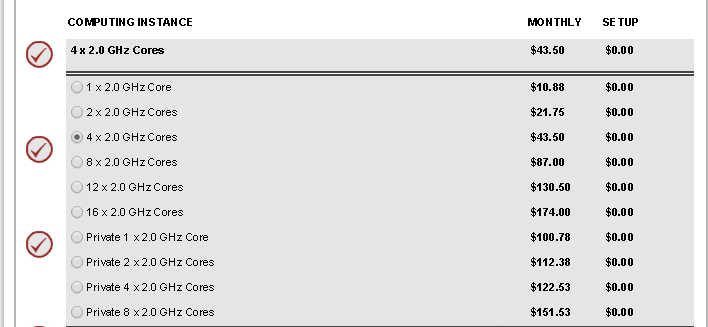 COMPUTING INSTANCE MONTHLY SETUP
4 x 2.0 GHz Cores $43.50 $0.00
1 x 2.0 GHz Core $10.88 $0.00
2 x 2.0 GHz Cores $21.75 $0.00
4 x 2.0 GHz Cores $43.50 $0.00
8 x 2.0 GHz Cores $87.00 $0.00
12 x 2.0 GHz Cores $130.50 $0.00
16 x 2.0 GHz Cores $174.00 $0.00
Private 1 x 2.0 GHz Core $100.78 $0.00
Private 2 x 2.0 GHz Cores $112.38 $0.00
Private 4 x 2.0 GHz Cores $122.53 $0.00
Private 8 x 2.0 GHz Cores $151.53 $0.00